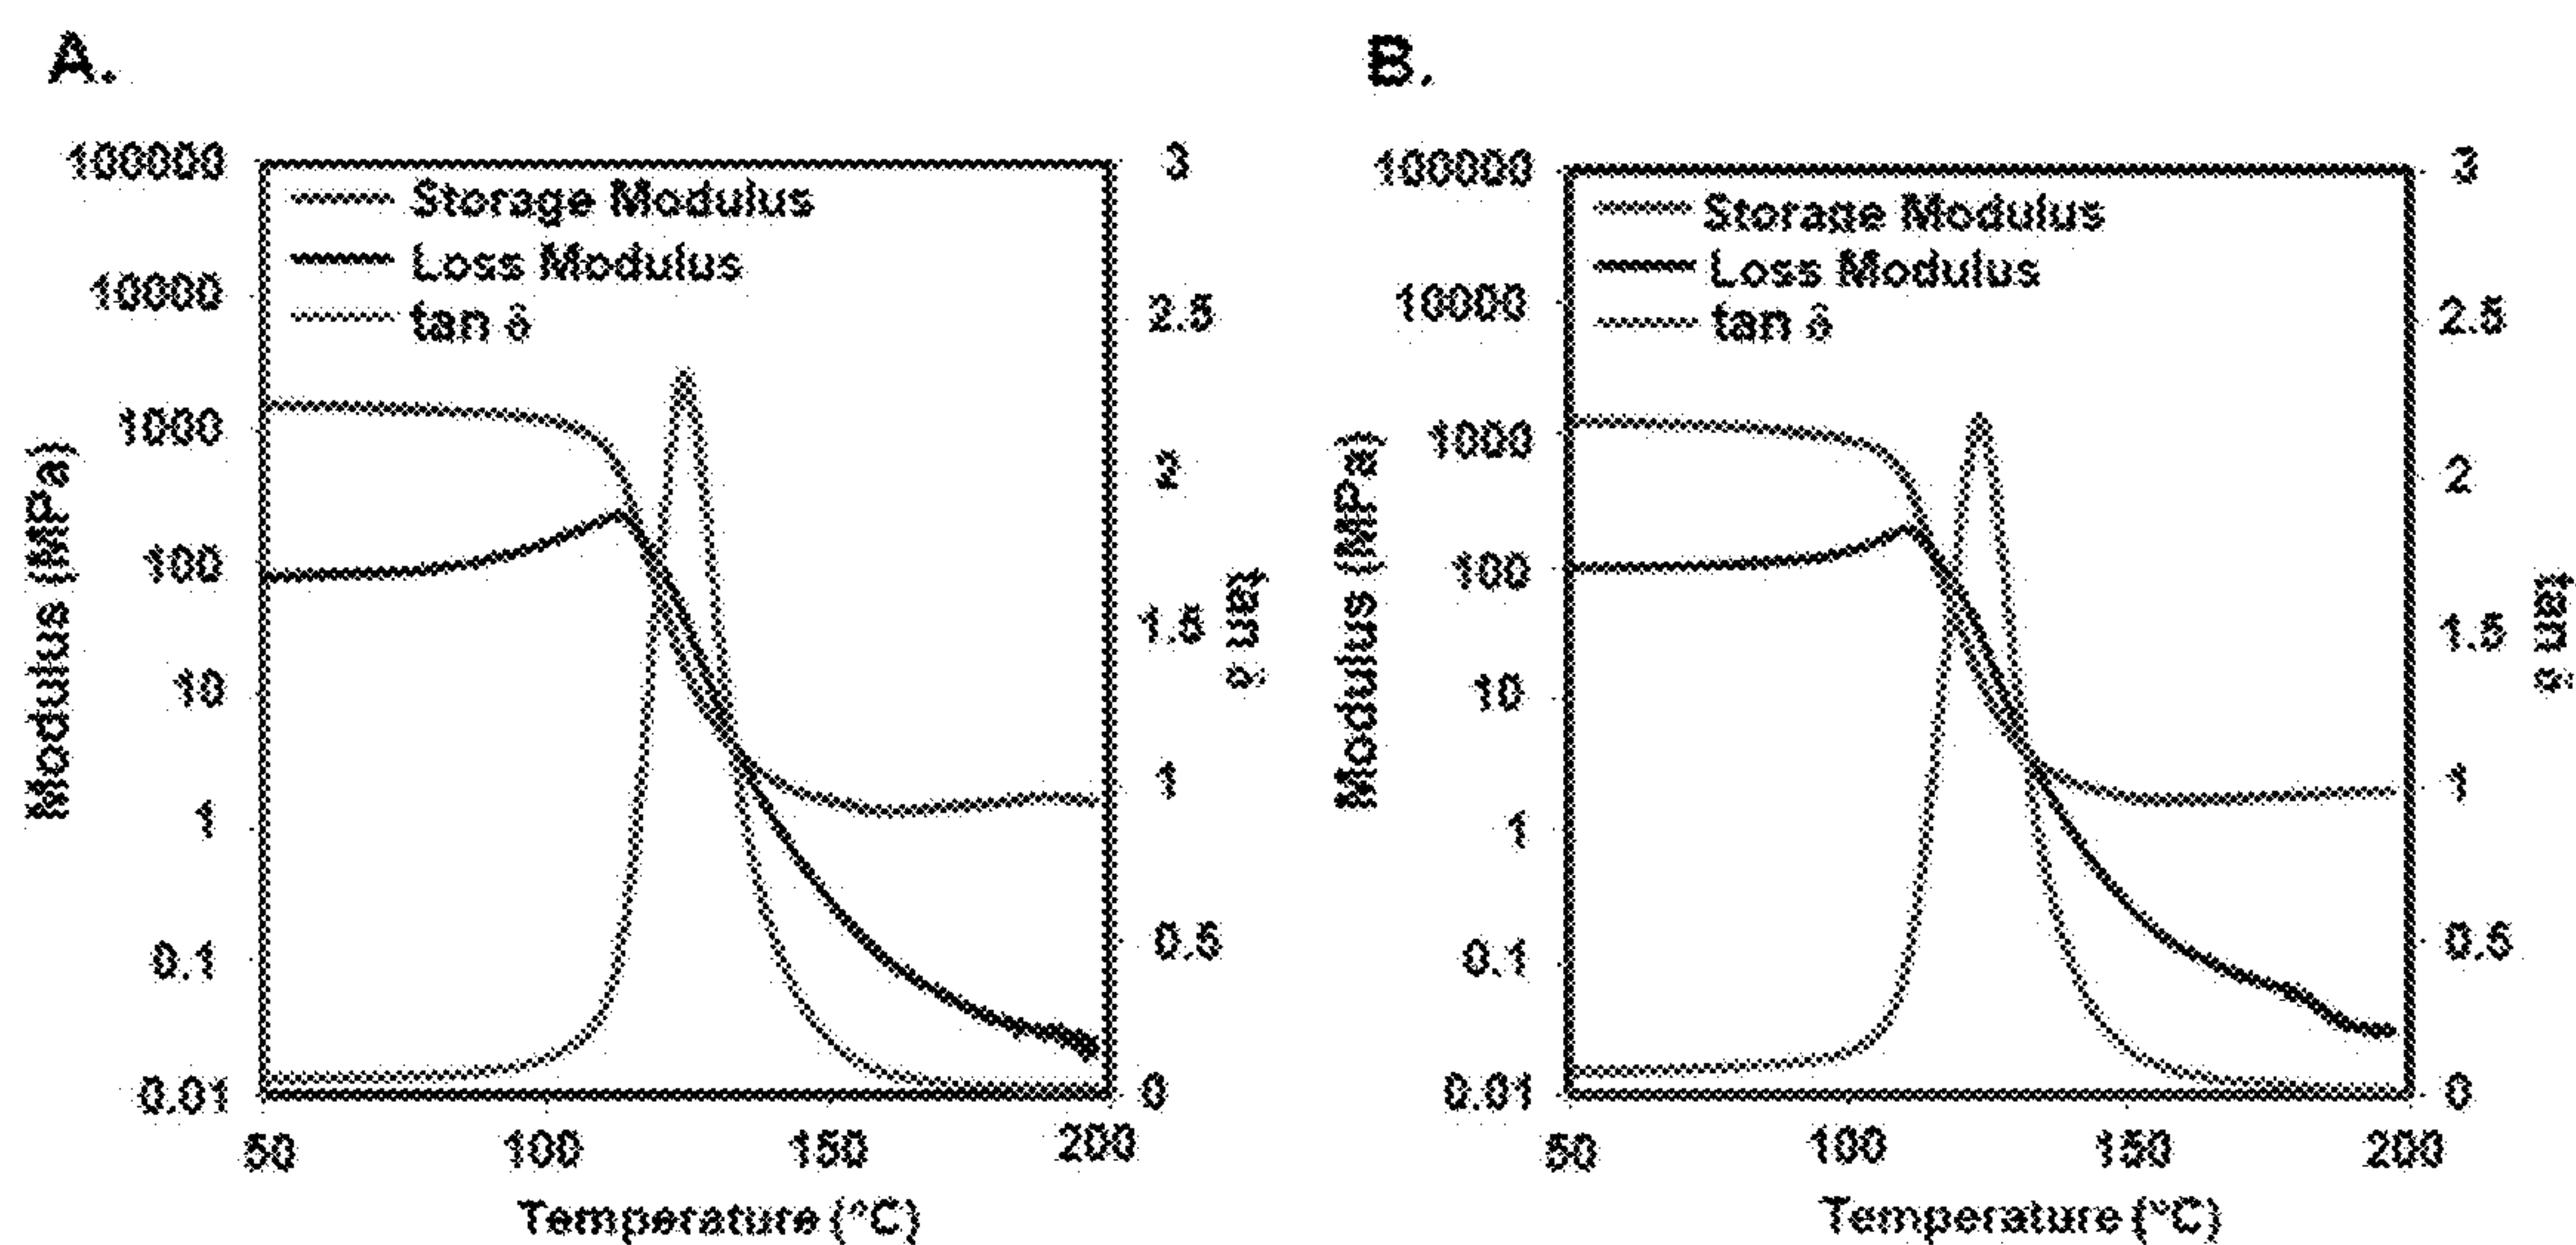 A.
100000
10000
1000
100
10
1
0.1
0.01
Modulus (MPa)
Storage Modulus
Loss Modulus
tan δ
3
2.5
2
1.5
1
0.5
0
tan δ
50 100 150 200
Temperature (°C)
B.
100000
10000
1000
100
10
1
0.1
0.01
Modulus (MPa)
Storage Modulus
Loss Modulus
tan δ
3
2.5
2
1.5
1
0.5
0
tan δ
50 100 150 200
Temperature (°C)